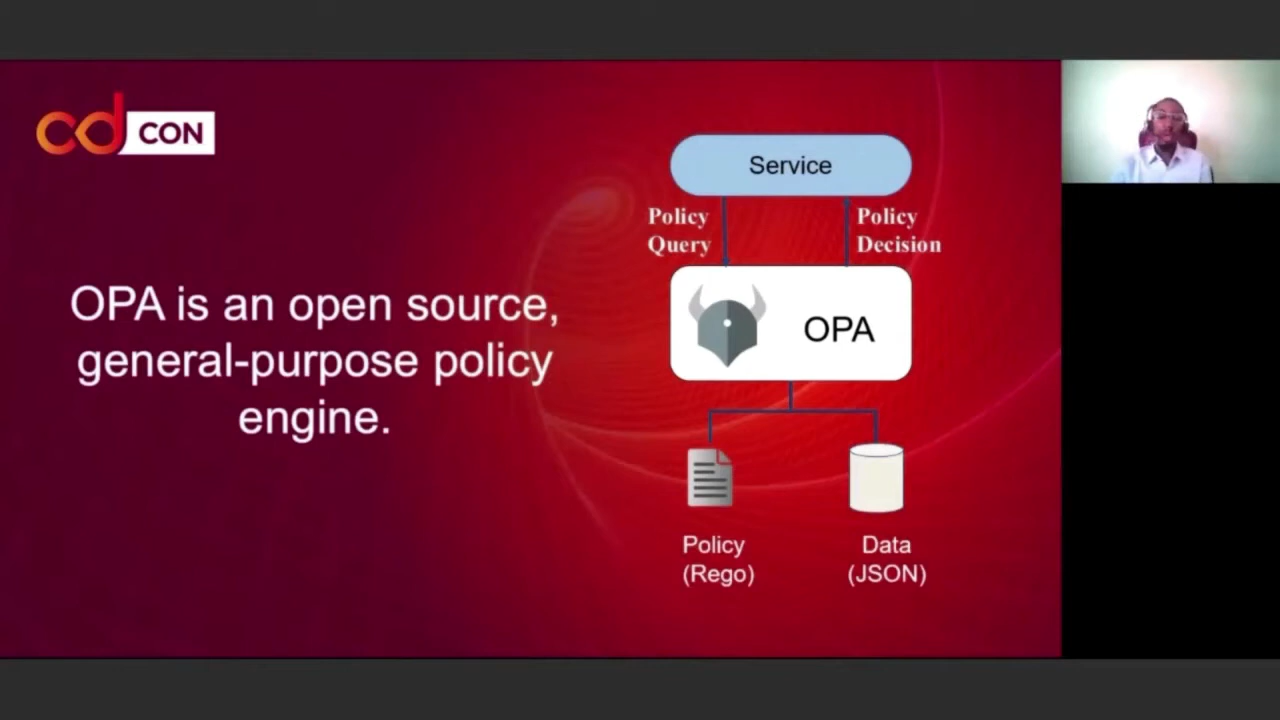 cd CON
OPA is an open source,
general-purpose policy
engine.
Service
Policy
Query
Policy
Decision
OPA
Policy
(Rego)
Data
(JSON)